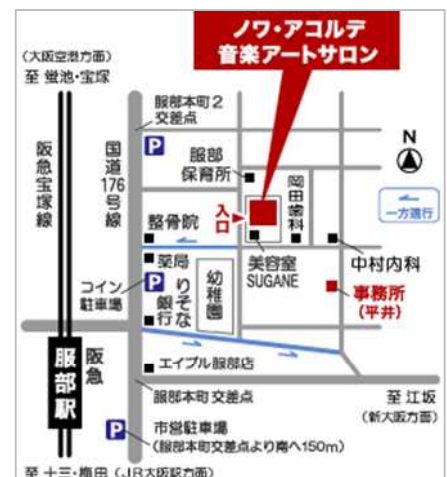 ノワ・アコルデ
音楽アートサロン
(大阪空港方面)
至 蛍池・宝塚
服部本町2
交差点
N
阪急宝塚線
国道176号線
P
服部
保育所
岡田歯科
一方通行
整骨院
入口
美容室
SUGANE
中村内科
薬局
コイン
駐車場
P
りそな
銀行
幼稚園
事務所
(平井)
阪急
服部駅
エイブル服部店
服部本町交差点
至 江坂
(新大阪方面)
P
市営駐車場
(服部本町交差点より南へ150m)
至 十三・梅田 (JR大阪駅方面)